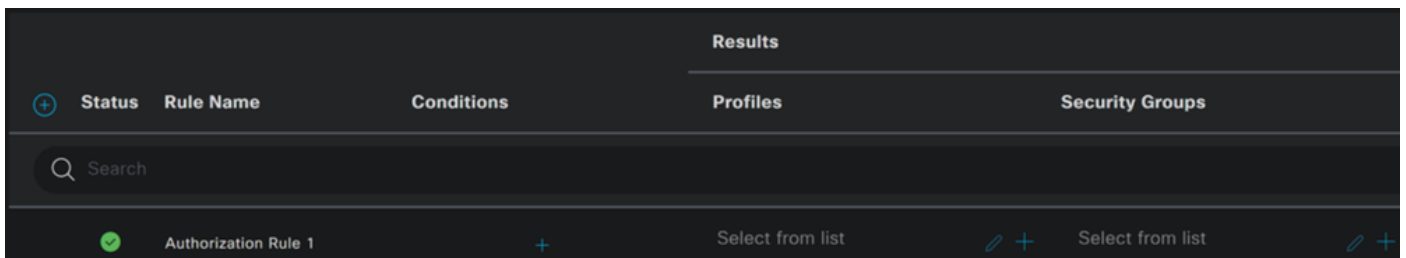 Results
Status Rule Name Conditions Profiles Security Groups
Search
Authorization Rule 1 Select from list Select from list